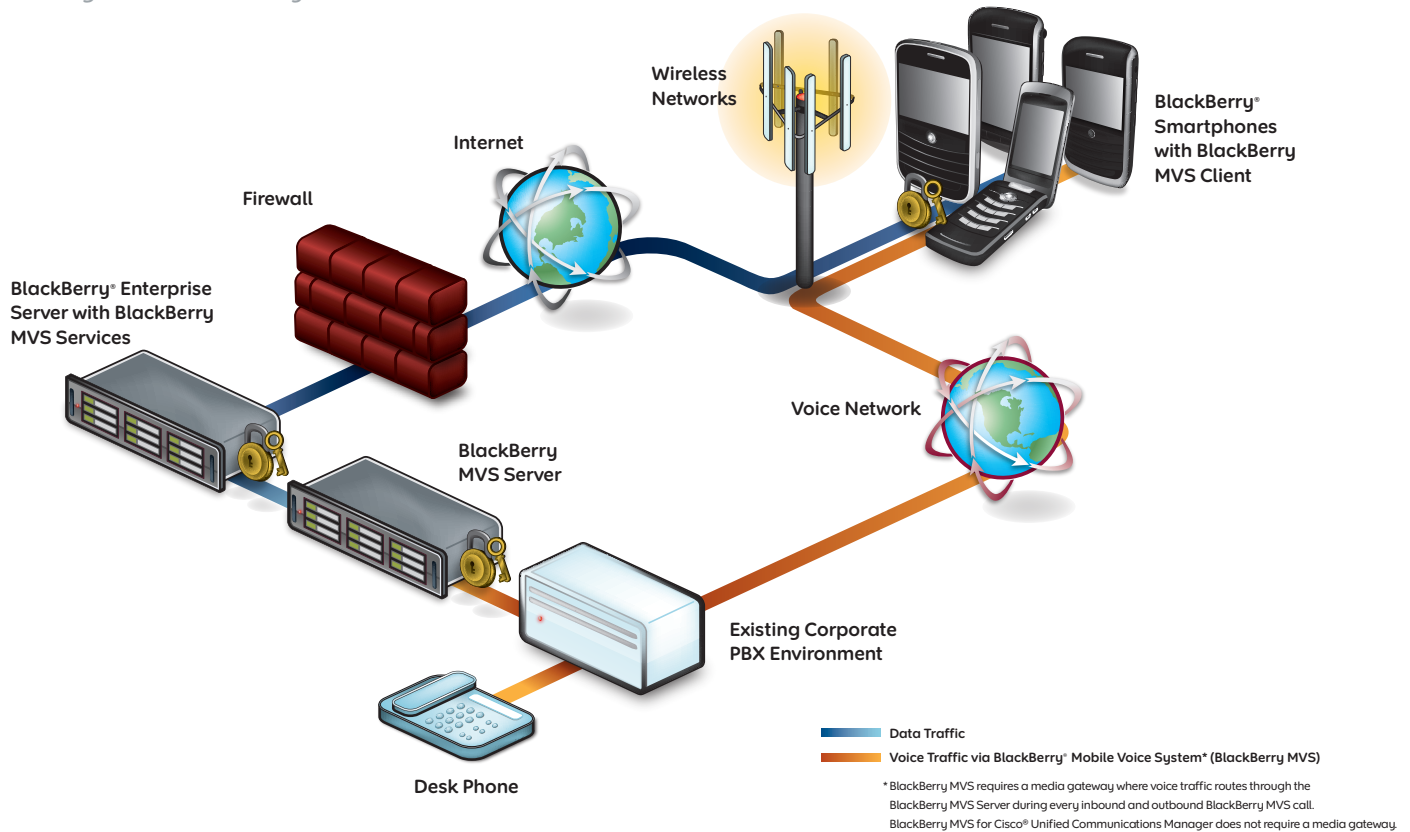 Wireless
Networks
BlackBerry®
Smartphones
with BlackBerry
MVS Client
Internet
Firewall
BlackBerry® Enterprise
Server with BlackBerry
MVS Services
Voice Network
BlackBerry
MVS Server
Existing Corporate
PBX Environment
Desk Phone
Data Traffic
Voice Traffic via BlackBerry® Mobile Voice System* (BlackBerry MVS)
* BlackBerry MVS requires a media gateway where voice traffic routes through the
BlackBerry MVS Server during every inbound and outbound BlackBerry MVS call.
BlackBerry MVS for Cisco® Unified Communications Manager does not require a media gateway.